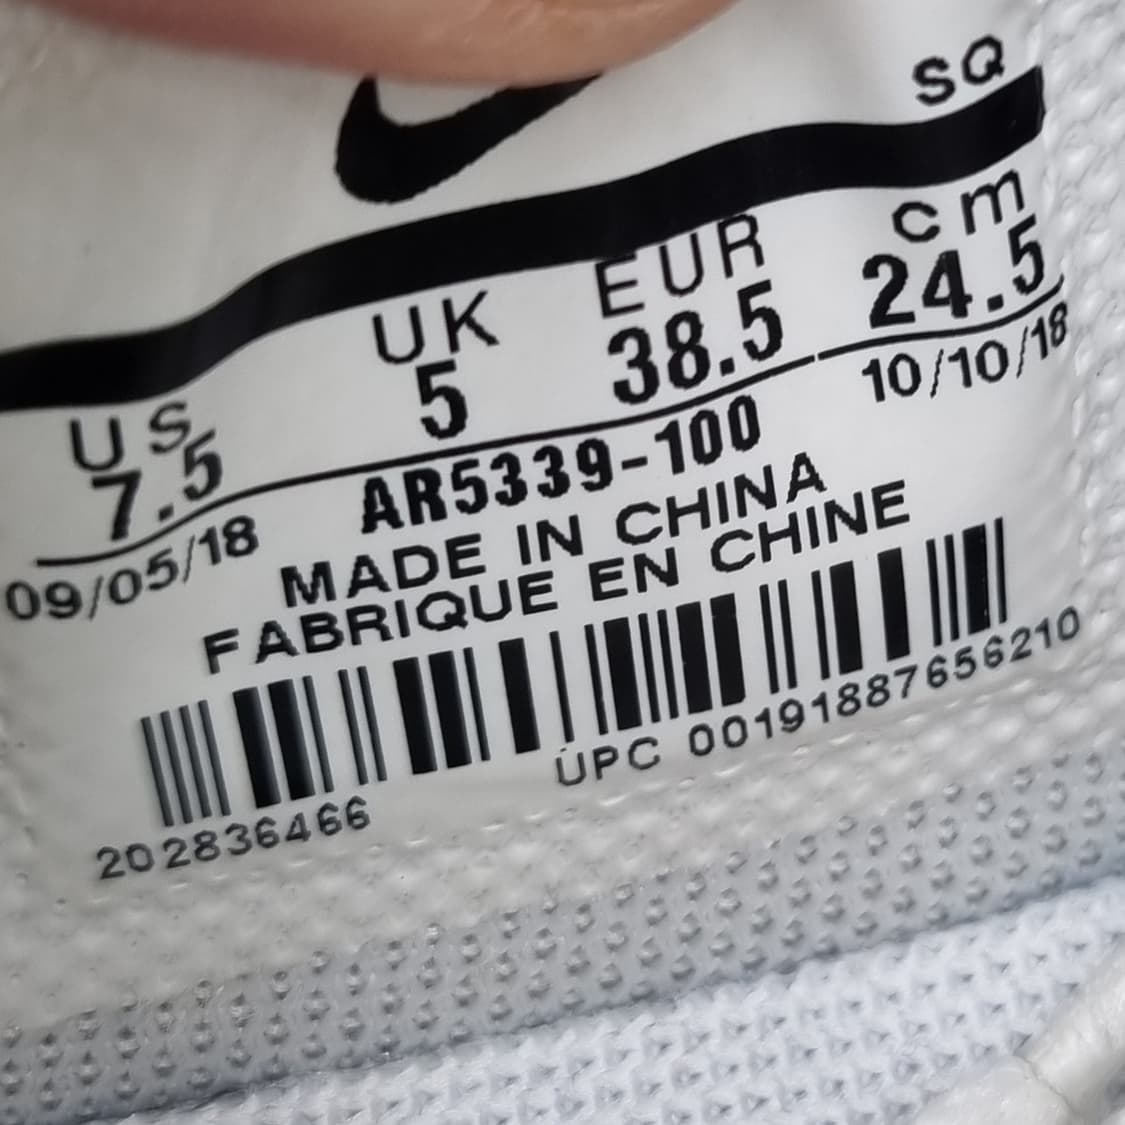 SQ
US UK EUR cm
7.5 5 38.5 24.5
09/05/18 AR5339-100 10/10/18
MADE IN CHINA
FABRIQUE EN CHINE
202836466 UPC 00191887656210